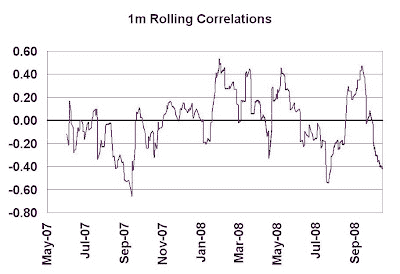 1m Rolling Correlations
0.60
0.40
0.20
0.00
-0.20
-0.40
-0.60
-0.80
May-07
Jul-07
Sep-07
Nov-07
Jan-08
Mar-08
May-08
Jul-08
Sep-08